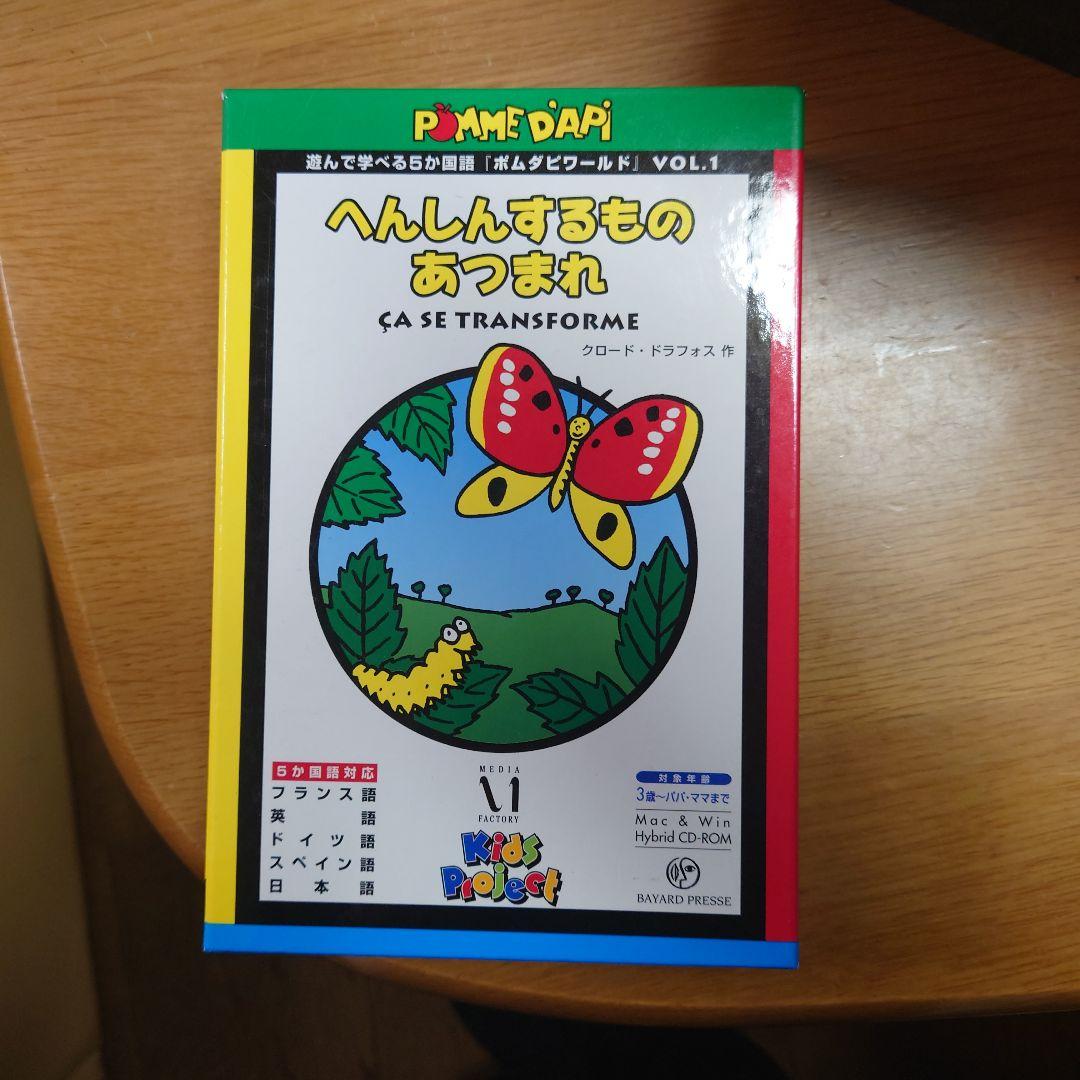 POMME D'API
遊んで学べる5か国語『ポムダピワールド』 VOL.1
へんしんするもの
あつまれ
ÇA SE TRANSFORME
クロード・ドラフォス 作
5か国語対応
フランス語
英語
ドイツ語
スペイン語
日本語
MEDIA
FACTORY
Kids
Project
対象年齢
3歳～パパ・ママまで
Mac & Win
Hybrid CD-ROM
BAYARD PRESSE